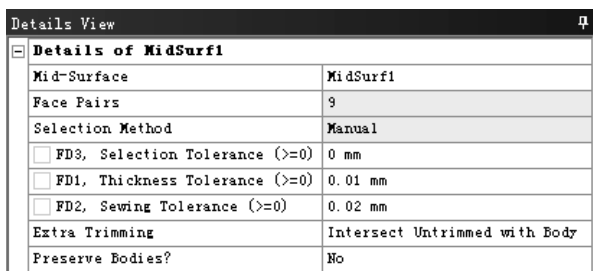 Details View
Details of MidSurf1
Mid-Surface MidSurf1
Face Pairs 9
Selection Method Manual
FD3, Selection Tolerance (>=0) 0 mm
FD1, Thickness Tolerance (>=0) 0.01 mm
FD2, Sewing Tolerance (>=0) 0.02 mm
Extra Trimming Intersect Untrimmed with Body
Preserve Bodies? No